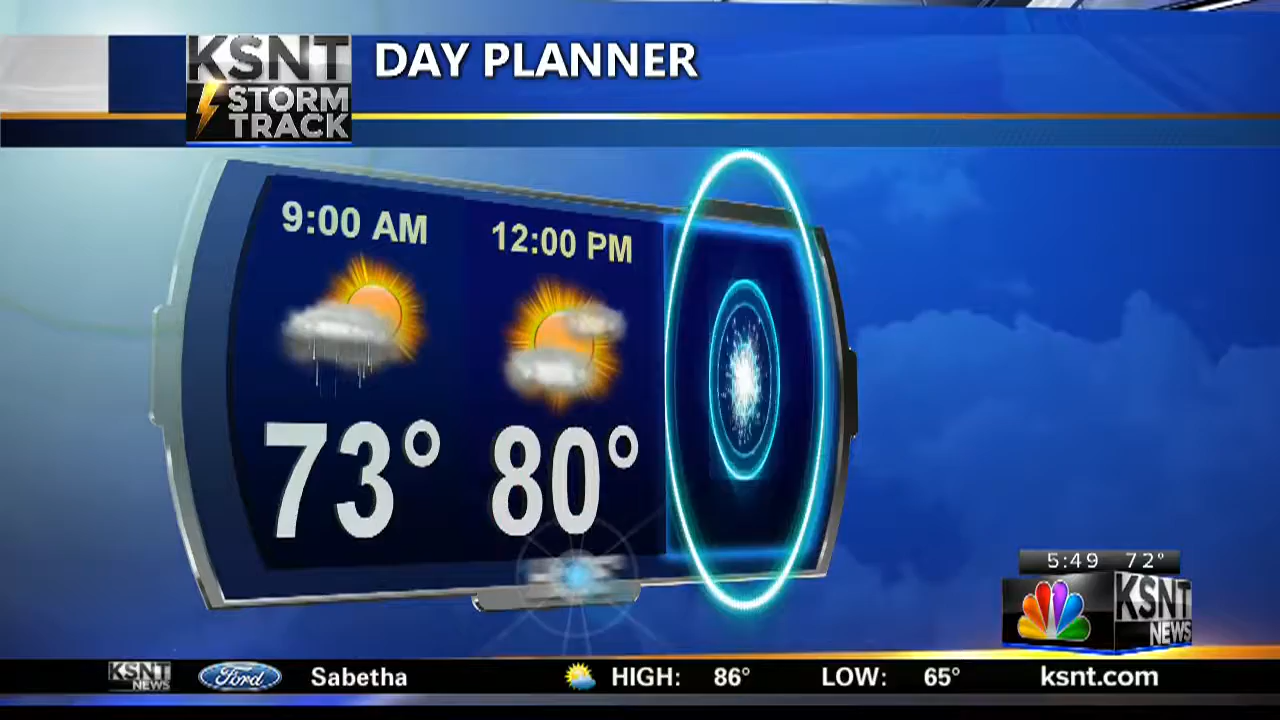 KSNT
STORM
TRACK
DAY PLANNER
9:00 AM
12:00 PM
73°
80°
5:49 72°
KSNT
NEWS
KSNT
NEWS
Ford
Sabetha
HIGH: 86°
LOW: 65°
ksnt.com